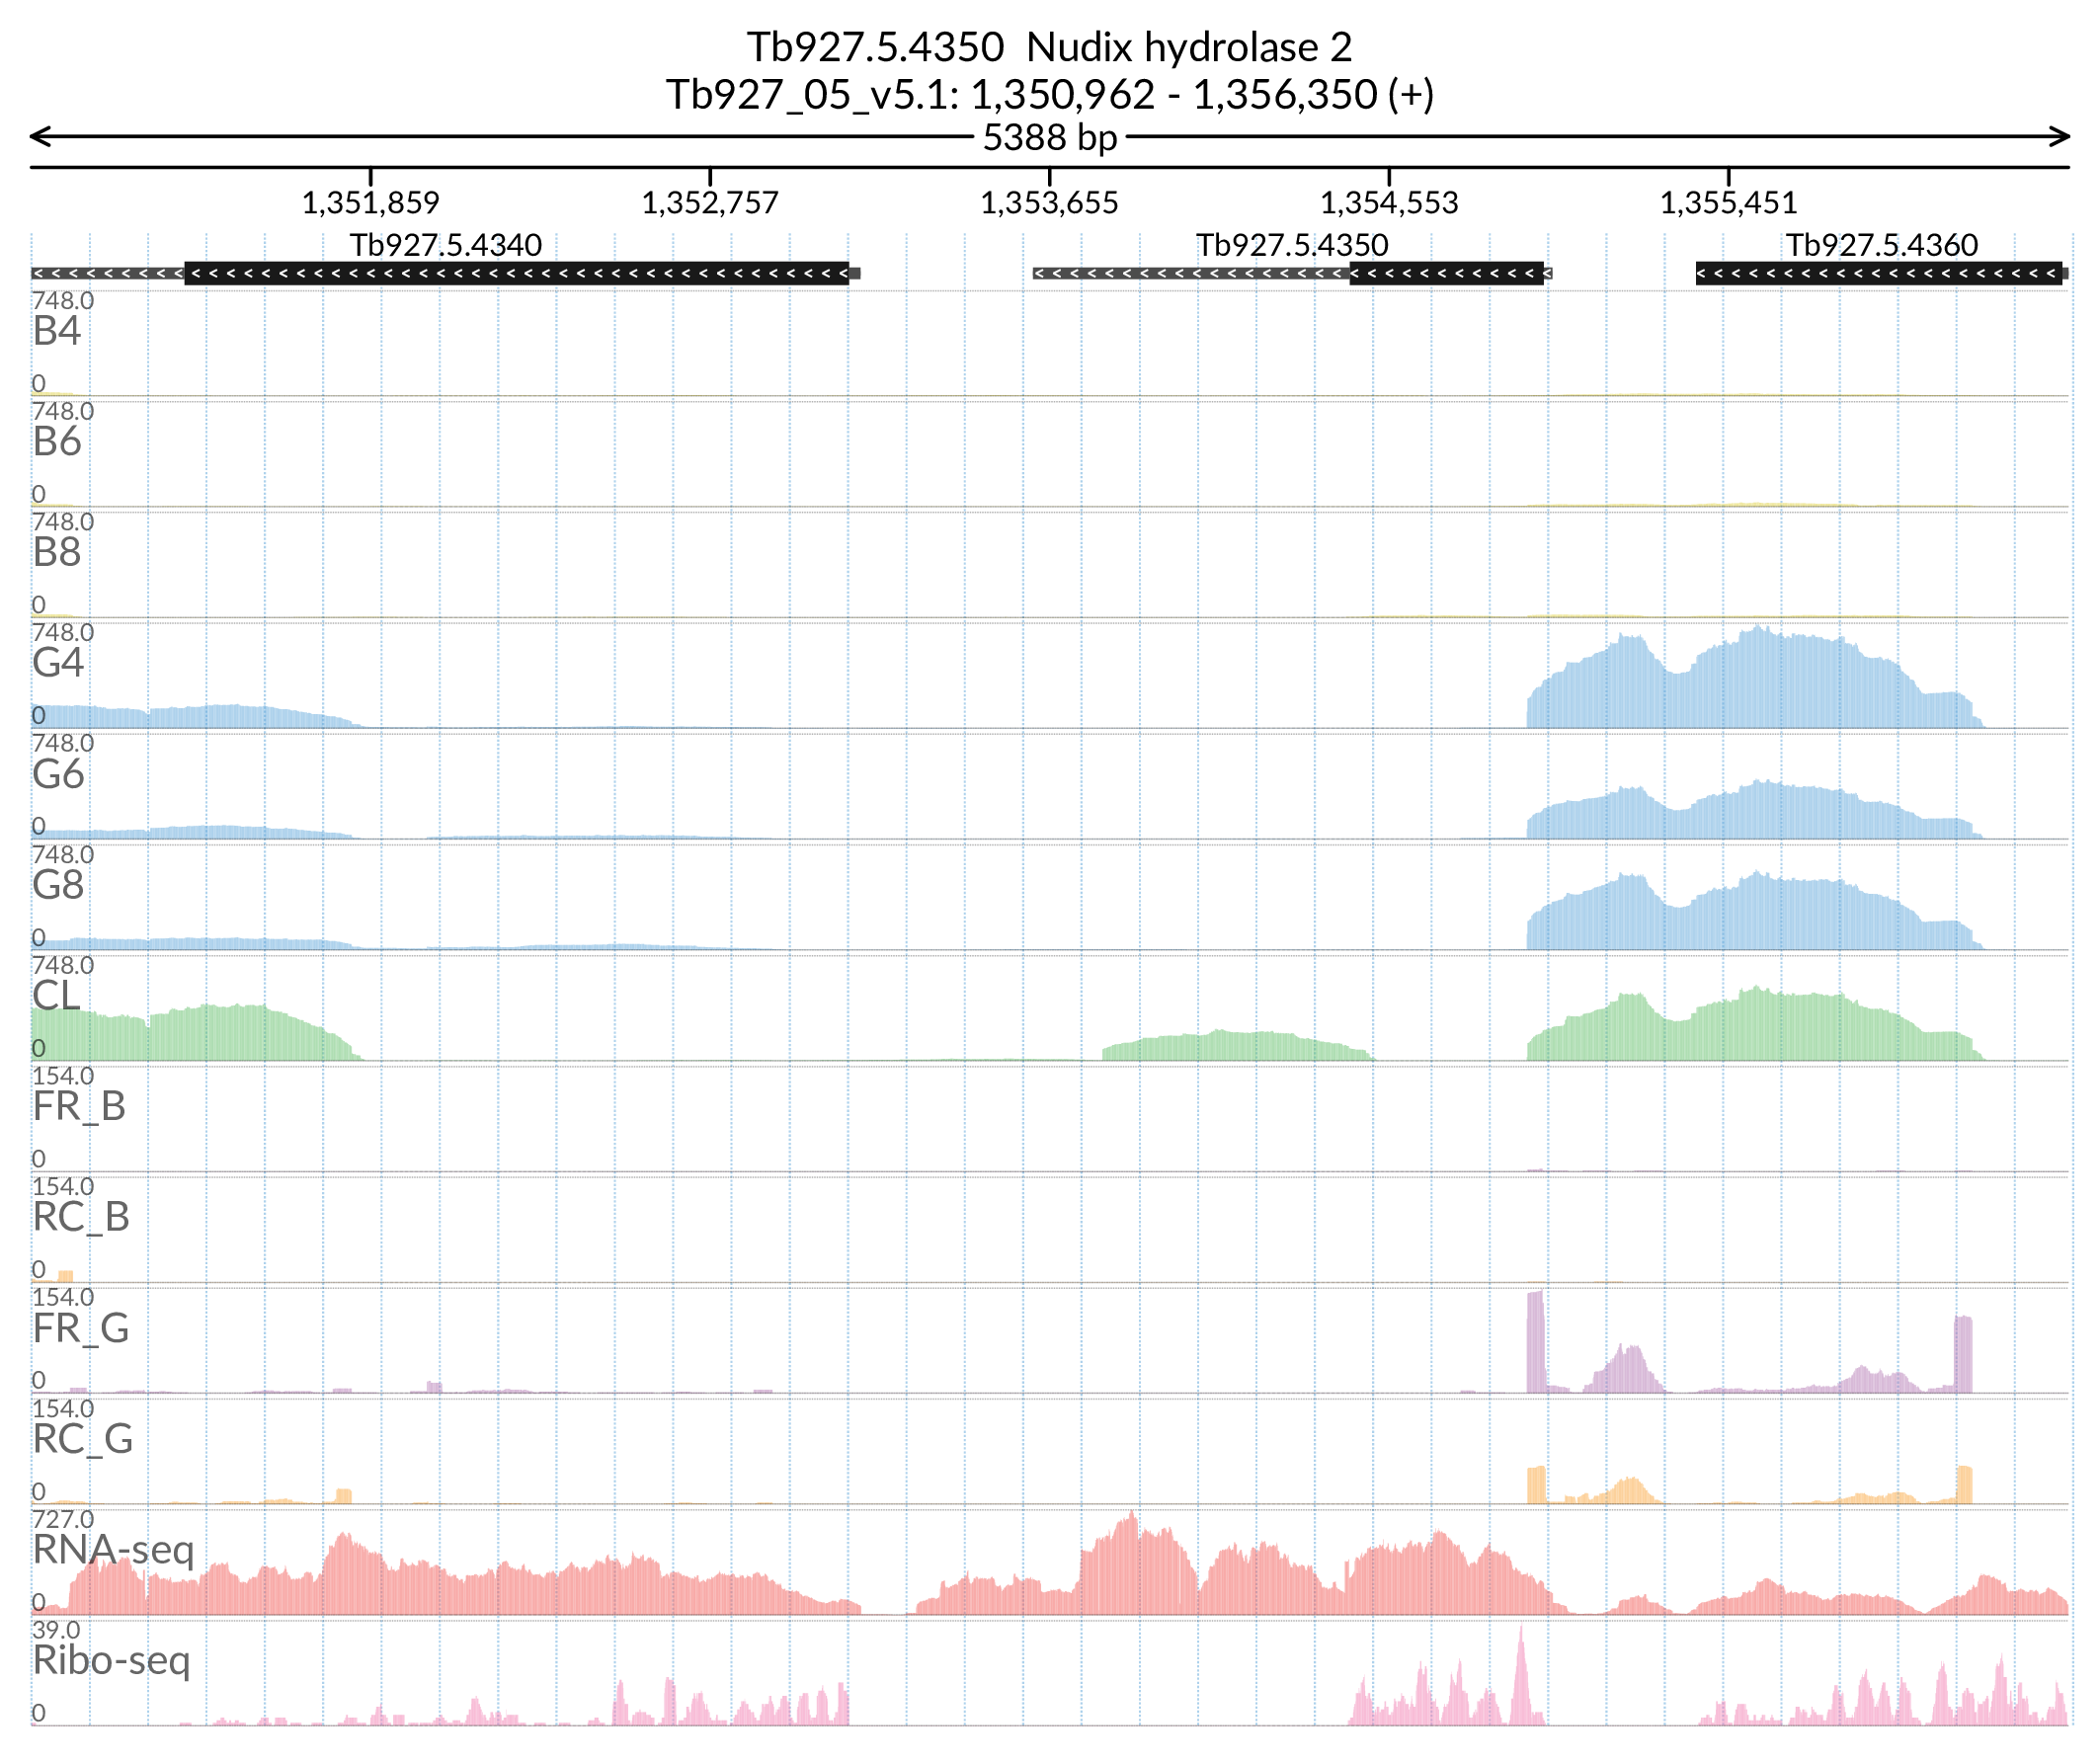 Tb927.5.4350 Nudix hydrolase 2
Tb927_05_v5.1: 1,350,962 - 1,356,350 (+)
5388 bp
1,351,859 1,352,757 1,353,655 1,354,553 1,355,451
Tb927.5.4340 Tb927.5.4350 Tb927.5.4360
748.0
B4
0
748.0
B6
0
748.0
B8
0
748.0
G4
0
748.0
G6
0
748.0
G8
0
748.0
CL
0
154.0
FR_B
0
154.0
RC_B
0
154.0
FR_G
0
154.0
RC_G
0
727.0
RNA-seq
0
39.0
Ribo-seq
0